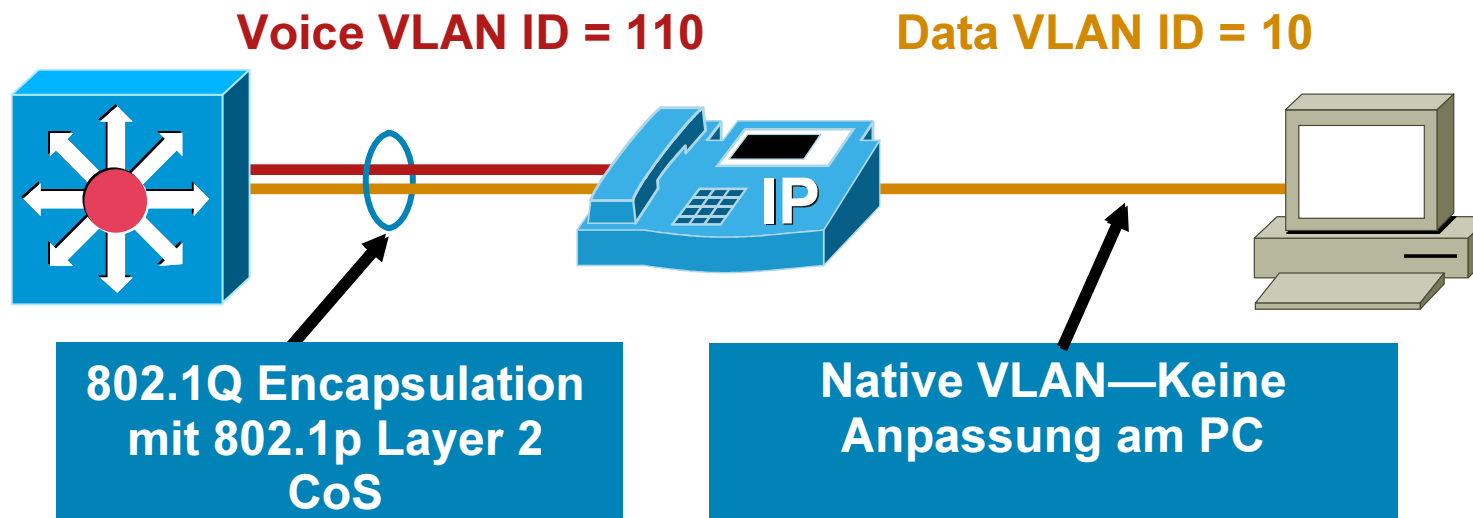 Voice VLAN ID = 110
Data VLAN ID = 10
IP
802.1Q Encapsulation
mit 802.1p Layer 2
CoS
Native VLAN—Keine
Anpassung am PC